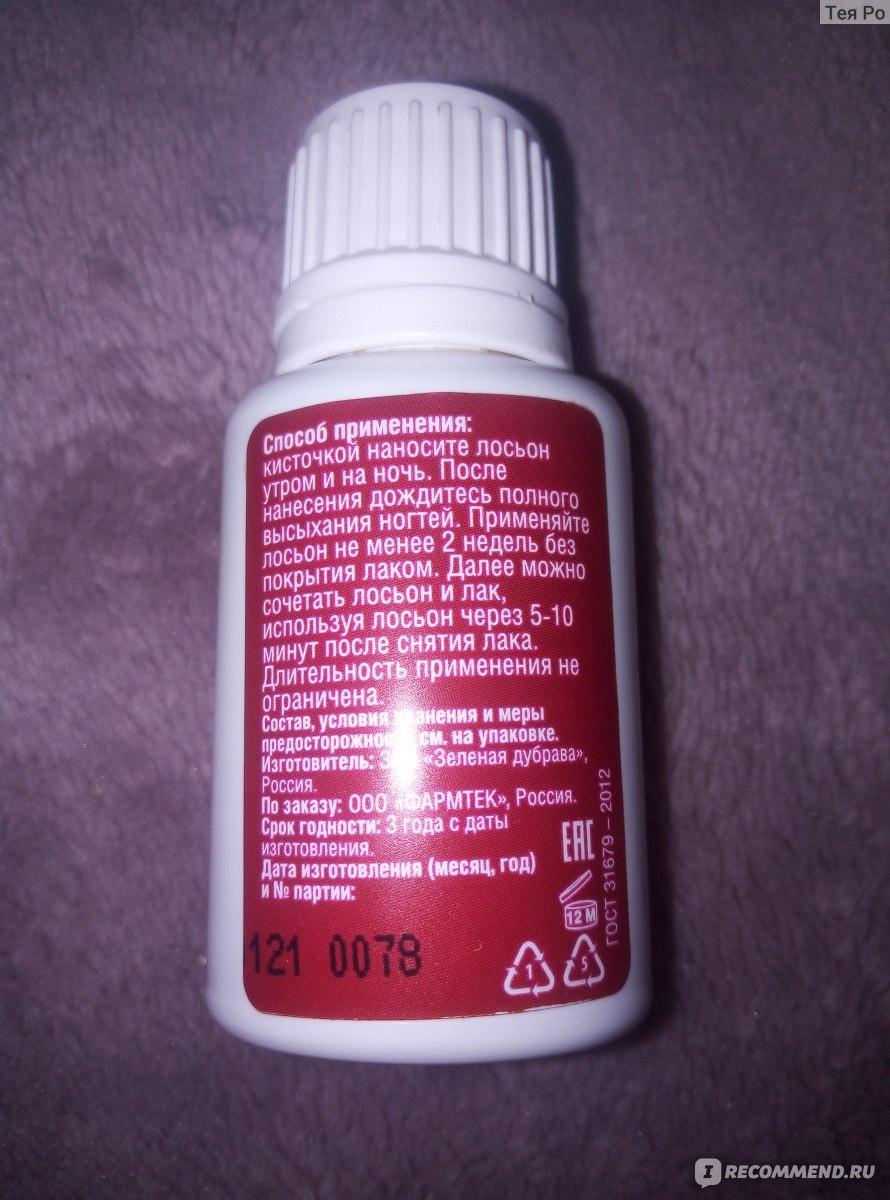 Тея Ро
Способ применения:
кисточкой наносите лосьон
утром и на ночь. После
нанесения дождитесь полного
высыхания ногтей. Применяйте
лосьон не менее 2 недель без
покрытия лаком. Далее можно
сочетать лосьон и лак,
используя лосьон через 5-10
минут после снятия лака.
Длительность применения не
ограничена.
Состав, условия хранения и меры
предосторожности см. на упаковке.
Изготовитель: «Зеленая дубрава»,
Россия.
По заказу: ООО «ФАРМТЕК», Россия.
Срок годности: 3 года с даты
изготовления.
Дата изготовления (месяц, год)
и № партии:
121 0078
ЕАС
12 М
ГОСТ 31679 – 2012
1
5
I RECOMMEND.RU